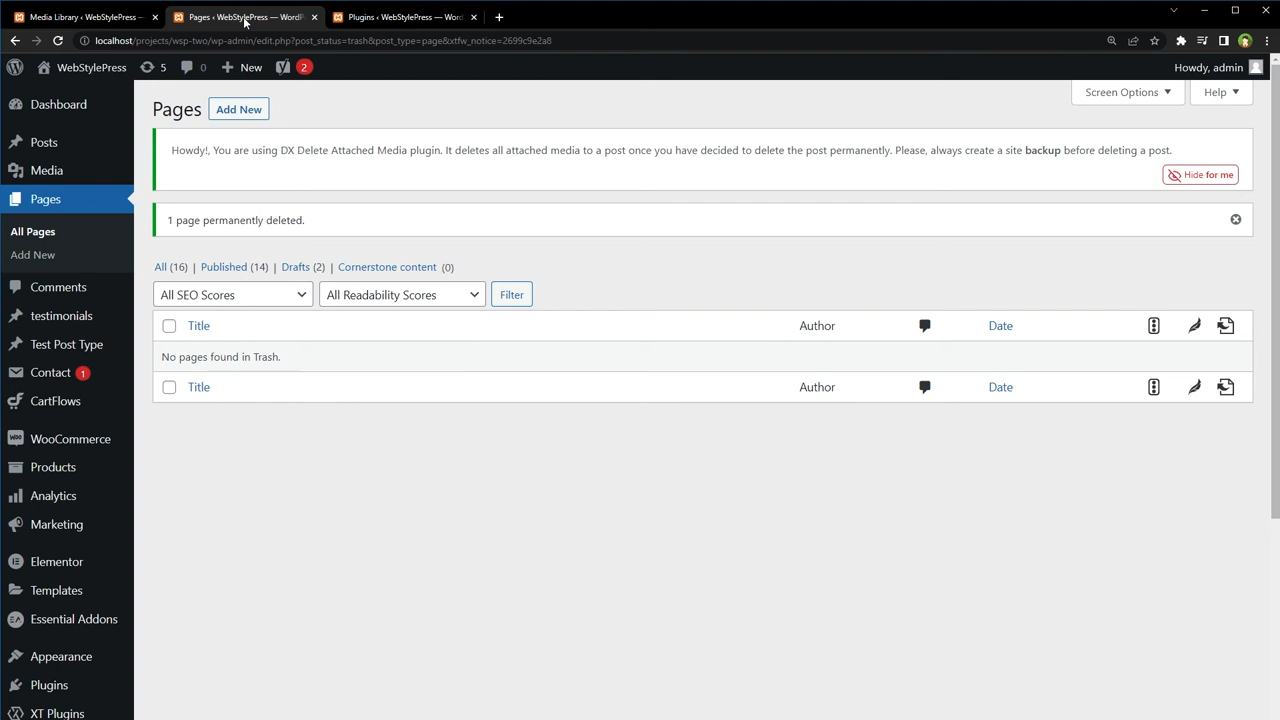 Media Library ‹ WebStylePress —
Pages ‹ WebStylePress — WordP
Plugins ‹ WebStylePress — Word
localhost/projects/wsp-two/wp-admin/edit.php?post_status=trash&post_type=page&xtfw_notice=2699c9e2a8
WebStylePress
5
0
New
2
Howdy, admin
Dashboard
Posts
Media
Pages
All Pages
Add New
Comments
testimonials
Test Post Type
Contact 1
CartFlows
WooCommerce
Products
Analytics
Marketing
Elementor
Templates
Essential Addons
Appearance
Plugins
XT Plugins
Screen Options
Help
Pages
Add New
Howdy!, You are using DX Delete Attached Media plugin. It deletes all attached media to a post once you have decided to delete the post permanently. Please, always create a site backup before deleting a post.
Hide for me
1 page permanently deleted.
All (16) | Published (14) | Drafts (2) | Cornerstone content (0)
All SEO Scores
All Readability Scores
Filter
Title
Author
Date
No pages found in Trash.
Title
Author
Date